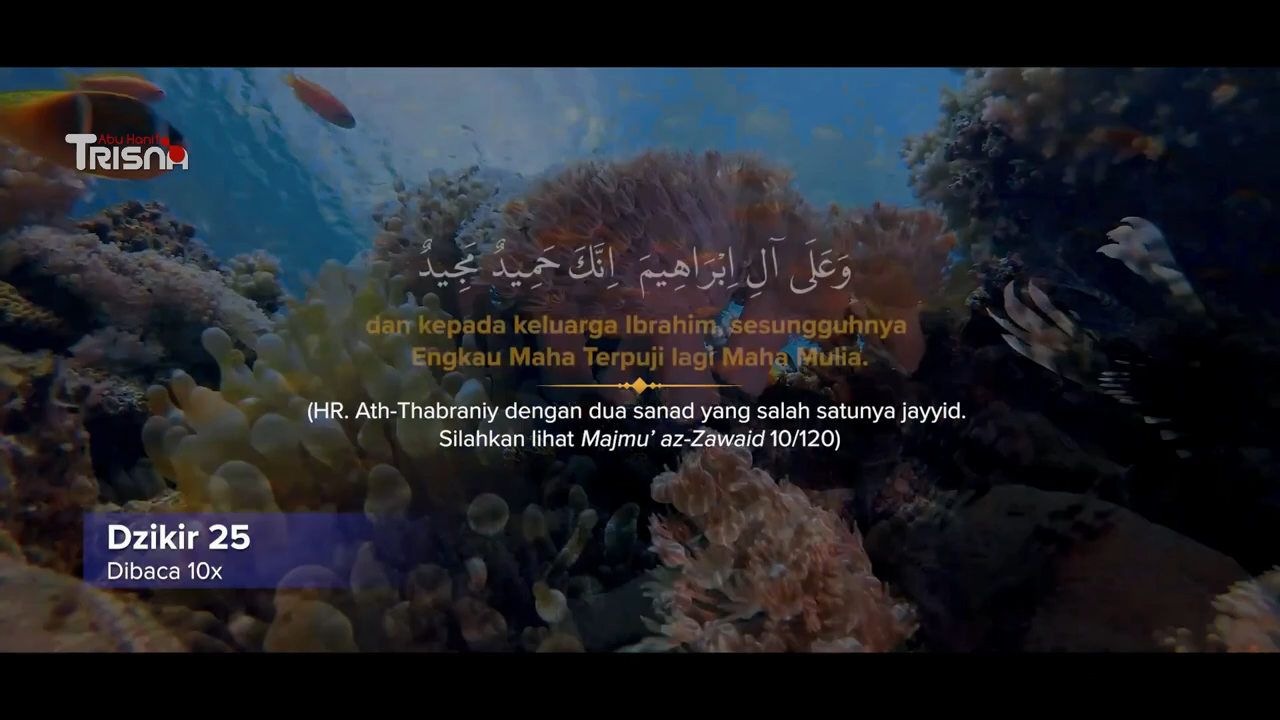 Abu Hanif
TRISNA
وَعَلَى آلِ اِبْرَاهِيمَ اِنَّكَ حَمِيدٌ مَجِيدٌ
dan kepada keluarga Ibrahim, sesungguhnya
Engkau Maha Terpuji lagi Maha Mulia.
(HR. Ath-Thabraniy dengan dua sanad yang salah satunya jayyid.
Silahkan lihat Majmu’ az-Zawaid 10/120)
Dzikir 25
Dibaca 10x